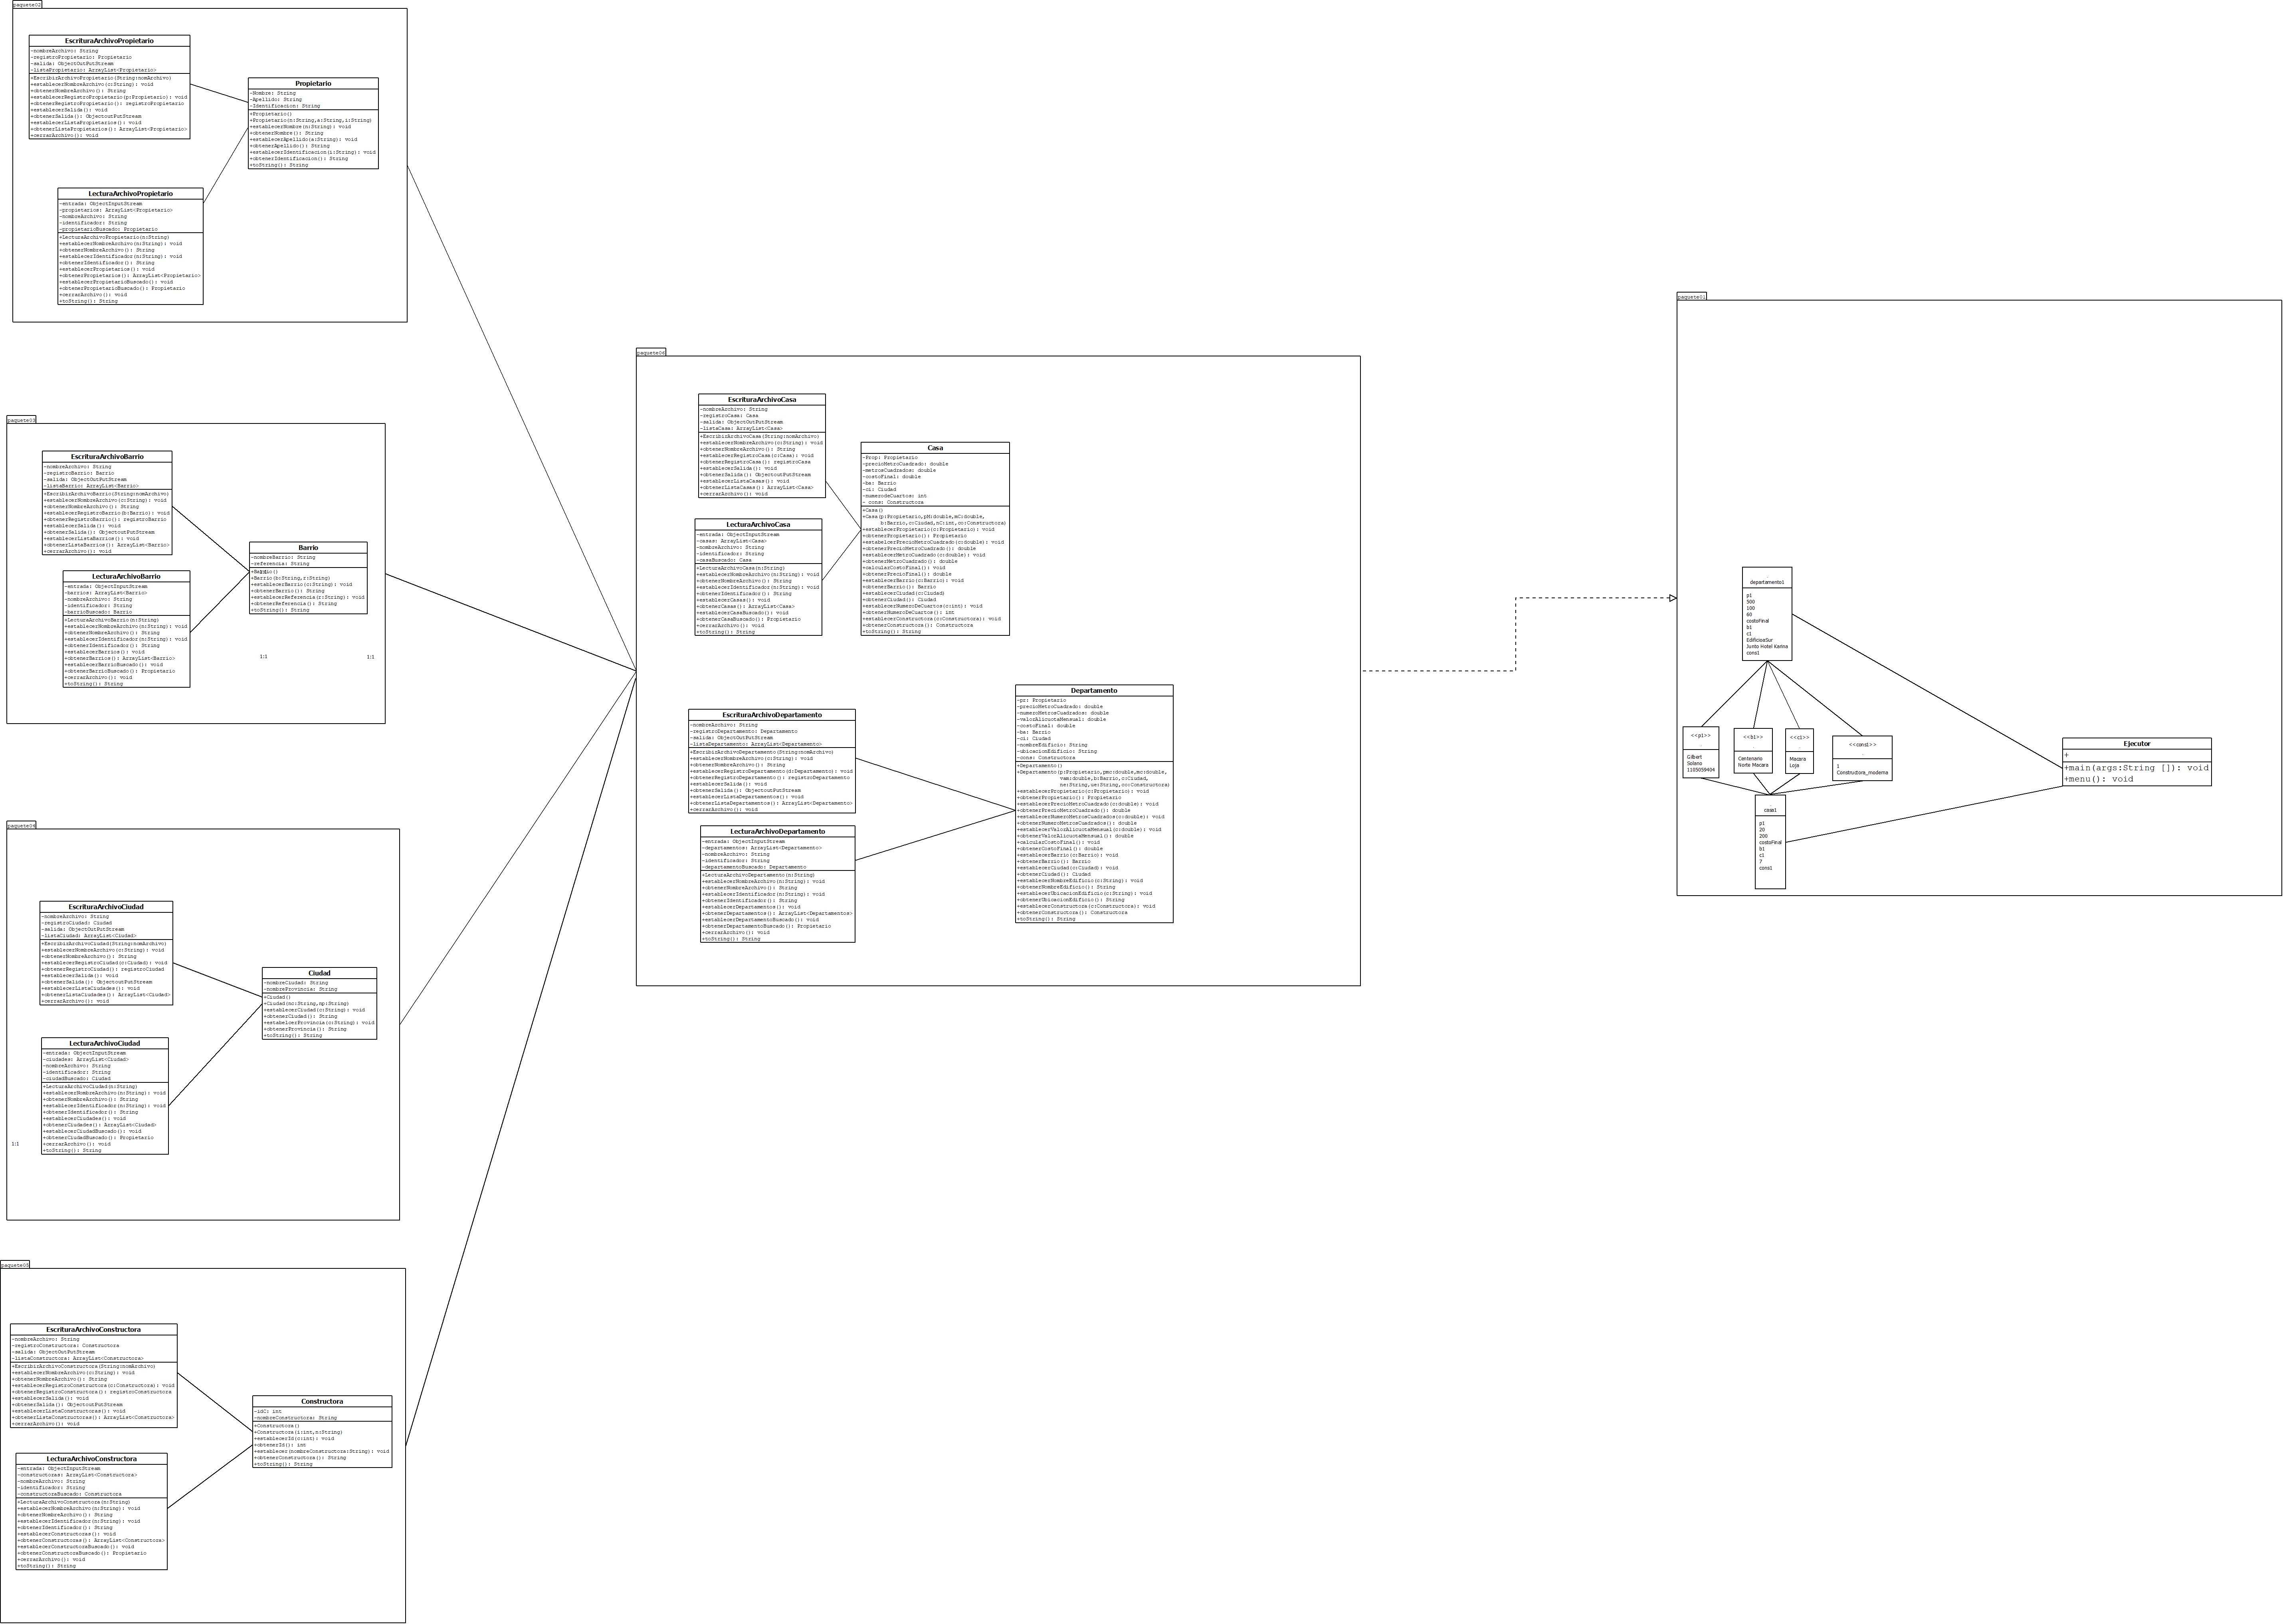 paquete02
EscrituraArchivoPropietario
-nombreArchivo: String
-registroPropietario: Propietario
-salida: ObjectOutPutStream
-listaPropietario: ArrayList<Propietario>
+EscribirArchivoPropietario(String:nomArchivo)
+establecerNombreArchivo(c:String): void
+obtenerNombreArchivo(): String
+establecerRegistroPropietario(p:Propietario): void
+obtenerRegistroPropietario(): registroPropietario
+establecerSalida(): void
+obtenerSalida(): ObjectoutPutStream
+establecerListaPropietarios(): void
+obtenerListaPropietarios(): ArrayList<Propietario>
+cerrarArchivo(): void
Propietario
-Nombre: String
-Apellido: String
-Identificacion: String
+Propietario()
+Propietario(n:String,a:String,i:String)
+establecerNombre(n:String): void
+obtenerNombre(): String
+establecerApellido(a:String): void
+obtenerApellido(): String
+establecerIdentificacion(i:String): void
+obtenerIdentificacion(): String
+toString(): String
LecturaArchivoPropietario
-entrada: ObjectInputStream
-propietarios: ArrayList<Propietario>
-nombreArchivo: String
-identificador: String
-propietarioBuscado: Propietario
+LecturaArchivoPropietario(n:String)
+establecerNombreArchivo(n:String): void
+obtenerNombreArchivo(): String
+establecerIdentificador(n:String): void
+obtenerIdentificador(): String
+establecerPropietarios(): void
+obtenerPropietarios(): ArrayList<Propietario>
+establecerPropietarioBuscado(): void
+obtenerPropietarioBuscado(): Propietario
+cerrarArchivo(): void
+toString(): String
paquete03
EscrituraArchivoBarrio
-nombreArchivo: String
-registroBarrio: Barrio
-salida: ObjectOutPutStream
-listaBarrio: ArrayList<Barrio>
+EscribirArchivoBarrio(String:nomArchivo)
+establecerNombreArchivo(c:String): void
+obtenerNombreArchivo(): String
+establecerRegistroBarrio(b:Barrio): void
+obtenerRegistroBarrio(): registroBarrio
+establecerSalida(): void
+obtenerSalida(): ObjectoutPutStream
+establecerListaBarrios(): void
+obtenerListaBarrios(): ArrayList<Barrio>
+cerrarArchivo(): void
Barrio
-nombreBarrio: String
-referencia: String
+Barrio()
+Barrio(b:String,r:String)
+establecerBarrio(c:String): void
+obtenerBarrio(): String
+establecerReferencia(r:String): void
+obtenerReferencia(): String
+toString(): String
LecturaArchivoBarrio
-entrada: ObjectInputStream
-barrios: ArrayList<Barrio>
-nombreArchivo: String
-identificador: String
-barrioBuscado: Barrio
+LecturaArchivoBarrio(n:String)
+establecerNombreArchivo(n:String): void
+obtenerNombreArchivo(): String
+establecerIdentificador(n:String): void
+obtenerIdentificador(): String
+establecerBarrios(): void
+obtenerBarrios(): ArrayList<Barrio>
+establecerBarrioBuscado(): void
+obtenerBarrioBuscado(): Propietario
+cerrarArchivo(): void
+toString(): String
1:1
1:1
paquete04
EscrituraArchivoCiudad
-nombreArchivo: String
-registroCiudad: Ciudad
-salida: ObjectOutPutStream
-listaCiudad: ArrayList<Ciudad>
+EscribirArchivoCiudad(String:nomArchivo)
+establecerNombreArchivo(c:String): void
+obtenerNombreArchivo(): String
+establecerRegistroCiudad(c:Ciudad): void
+obtenerRegistroCiudad(): registroCiudad
+establecerSalida(): void
+obtenerSalida(): ObjectoutPutStream
+establecerListaCiudades(): void
+obtenerListaCiudades(): ArrayList<Ciudad>
+cerrarArchivo(): void
Ciudad
-nombreCiudad: String
-nombreProvincia: String
+Ciudad()
+Ciudad(nc:String,np:String)
+establecerCiudad(c:String): void
+obtenerCiudad(): String
+estabelcerProvincia(c:String): void
+obtenerProvincia(): String
+toString(): String
LecturaArchivoCiudad
-entrada: ObjectInputStream
-ciudades: ArrayList<Ciudad>
-nombreArchivo: String
-identificador: String
-ciudadBuscado: Ciudad
+LecturaArchivoCiudad(n:String)
+establecerNombreArchivo(n:String): void
+obtenerNombreArchivo(): String
+establecerIdentificador(n:String): void
+obtenerIdentificador(): String
+establecerCiudades(): void
+obtenerCiudades(): ArrayList<Ciudad>
+establecerCiudadBuscado(): void
+obtenerCiudadBuscado(): Propietario
+cerrarArchivo(): void
+toString(): String
1:1
paquete05
EscrituraArchivoConstructora
-nombreArchivo: String
-registroConstructora: Constructora
-salida: ObjectOutPutStream
-listaConstructora: ArrayList<Constructora>
+EscribirArchivoConstructora(String:nomArchivo)
+establecerNombreArchivo(c:String): void
+obtenerNombreArchivo(): String
+establecerRegistroConstructora(c:Constructora): void
+obtenerRegistroConstructora(): registroConstructora
+establecerSalida(): void
+obtenerSalida(): ObjectoutPutStream
+establecerListaConstructoras(): void
+obtenerListaConstructoras(): ArrayList<Constructora>
+cerrarArchivo(): void
Constructora
-idC: int
-nombreConstructora: String
+Constructora()
+Constructora(i:int,n:String)
+establecerId(c:int): void
+obtenerId(): int
+establecer(nombreConstructora:String): void
+obtenerConstructora(): String
+toString(): String
LecturaArchivoConstructora
-entrada: ObjectInputStream
-constructoras: ArrayList<Constructora>
-nombreArchivo: String
-identificador: String
-constructoraBuscado: Constructora
+LecturaArchivoConstructora(n:String)
+establecerNombreArchivo(n:String): void
+obtenerNombreArchivo(): String
+establecerIdentificador(n:String): void
+obtenerIdentificador(): String
+establecerConstructoras(): void
+obtenerConstructoras(): ArrayList<Constructora>
+establecerConstructoraBuscado(): void
+obtenerConstructoraBuscado(): Propietario
+cerrarArchivo(): void
+toString(): String
paquete06
EscrituraArchivoCasa
-nombreArchivo: String
-registroCasa: Casa
-salida: ObjectOutPutStream
-listaCasa: ArrayList<Casa>
+EscribirArchivoCasa(String:nomArchivo)
+establecerNombreArchivo(c:String): void
+obtenerNombreArchivo(): String
+establecerRegistroCasa(c:Casa): void
+obtenerRegistroCasa(): registroCasa
+establecerSalida(): void
+obtenerSalida(): ObjectoutPutStream
+establecerListaCasas(): void
+obtenerListaCasas(): ArrayList<Casa>
+cerrarArchivo(): void
Casa
-Prop: Propietario
-precioMetroCuadrado: double
-metrosCuadrados: double
-costoFinal: double
-ba: Barrio
-ci: Ciudad
-numerodeCuartos: int
- cons: Constructora
+Casa()
+Casa(p:Propietario,pM:double,mC:double,
b:Barrio,c:Ciudad,nC:int,co:Constructora)
+establecerPropietario(c:Propietario): void
+obtenerPropietario(): Propietario
+estabelcerPrecioMetroCuadrado(c:double): void
+obtenerPrecioMetroCuadrado(): double
+establecerMetroCuadrado(c:double): void
+obtenerMetroCuadrado(): double
+calcularCostoFinal(): void
+obtenerPrecioFinal(): double
+establecerBarrio(c:Barrio): void
+obtenerBarrio(): Barrio
+establecerCiudad(c:Ciudad)
+obtenerCiudad(): Ciudad
+establecerNumeroDeCuartos(c:int): void
+obtenerNumeroDeCuartos(): int
+establecerConstructora(c:Constructora): void
+obtenerConstructora(): Constructora
+toString(): String
LecturaArchivoCasa
-entrada: ObjectInputStream
-casas: ArrayList<Casa>
-nombreArchivo: String
-identificador: String
-casaBuscado: Casa
+LecturaArchivoCasa(n:String)
+establecerNombreArchivo(n:String): void
+obtenerNombreArchivo(): String
+establecerIdentificador(n:String): void
+obtenerIdentificador(): String
+establecerCasas(): void
+obtenerCasas(): ArrayList<Casa>
+establecerCasaBuscado(): void
+obtenerCasaBuscado(): Propietario
+cerrarArchivo(): void
+toString(): String
EscrituraArchivoDepartamento
-nombreArchivo: String
-registroDepartamento: Departamento
-salida: ObjectOutPutStream
-listaDepartamento: ArrayList<Departamento>
+EscribirArchivoDepartamento(String:nomArchivo)
+establecerNombreArchivo(c:String): void
+obtenerNombreArchivo(): String
+establecerRegistroDepartamento(d:Departamento): void
+obtenerRegistroDepartamento(): registroDepartamento
+establecerSalida(): void
+obtenerSalida(): ObjectoutPutStream
+establecerListaDepartamentos(): void
+obtenerListaDepartamentos(): ArrayList<Departamento>
+cerrarArchivo(): void
Departamento
-pr: Propietario
-precioMetroCuadrado: double
-numeroMetrosCuadrados: double
-valorAlicuotaMensual: double
-costoFinal: double
-ba: Barrio
-ci: Ciudad
-nombreEdificio: String
-ubicacionEdificio: String
-cons: Constructora
+Departamento()
+Departamento(p:Propietario,pmc:double,mc:double,
vam:double,b:Barrio,c:Ciudad,
ne:String,ue:String,co:Constructora)
+establecerPropietario(c:Propietario): void
+obtenerPropietario(): Propietario
+establecerPrecioMetroCuadrado(c:double): void
+obtenerPrecioMetroCuadrado(): double
+establecerNumeroMetrosCuadrados(c:double): void
+obtenerNumeroMetrosCuadrados(): double
+establecerValorAlicuotaMensual(c:double): void
+obtenerValorAlicuotaMensual(): double
+calcularCostoFinal(): void
+obtenerCostoFinal(): double
+establecerBarrio(c:Barrio): void
+obtenerBarrio(): Barrio
+establecerCiudad(c:Ciudad): void
+obtenerCiudad(): Ciudad
+establecerNombreEdificio(c:String): void
+obtenerNombreEdificio(): String
+establecerUbicacionEdificio(c:String): void
+obtenerUbicacionEdificio(): String
+establecerConstructora(c:Constructora): void
+obtenerConstructora(): Constructora
+toString(): String
LecturaArchivoDepartamento
-entrada: ObjectInputStream
-departamentos: ArrayList<Departamento>
-nombreArchivo: String
-identificador: String
-departamentoBuscado: Departamento
+LecturaArchivoDepartamento(n:String)
+establecerNombreArchivo(n:String): void
+obtenerNombreArchivo(): String
+establecerIdentificador(n:String): void
+obtenerIdentificador(): String
+establecerDepartamentos(): void
+obtenerDepartamentos(): ArrayList<Departamentos>
+establecerDepartamentoBuscado(): void
+obtenerDepartamentoBuscado(): Propietario
+cerrarArchivo(): void
+toString(): String
paquete01
departamento1
p1
500
100
60
costoFinal
b1
c1
EdificiosSur
Junto Hotel Karina
cons1
<<p1>>
Gilbert
Solano
1105059404
<<b1>>
Centenario
Norte Macara
<<c1>>
Macara
Loja
<<cons1>>
1
Constructora_moderna
casa1
p1
20
200
costoFinal
b1
c1
7
cons1
Ejecutor
+
+main(args:String []): void
+menu(): void